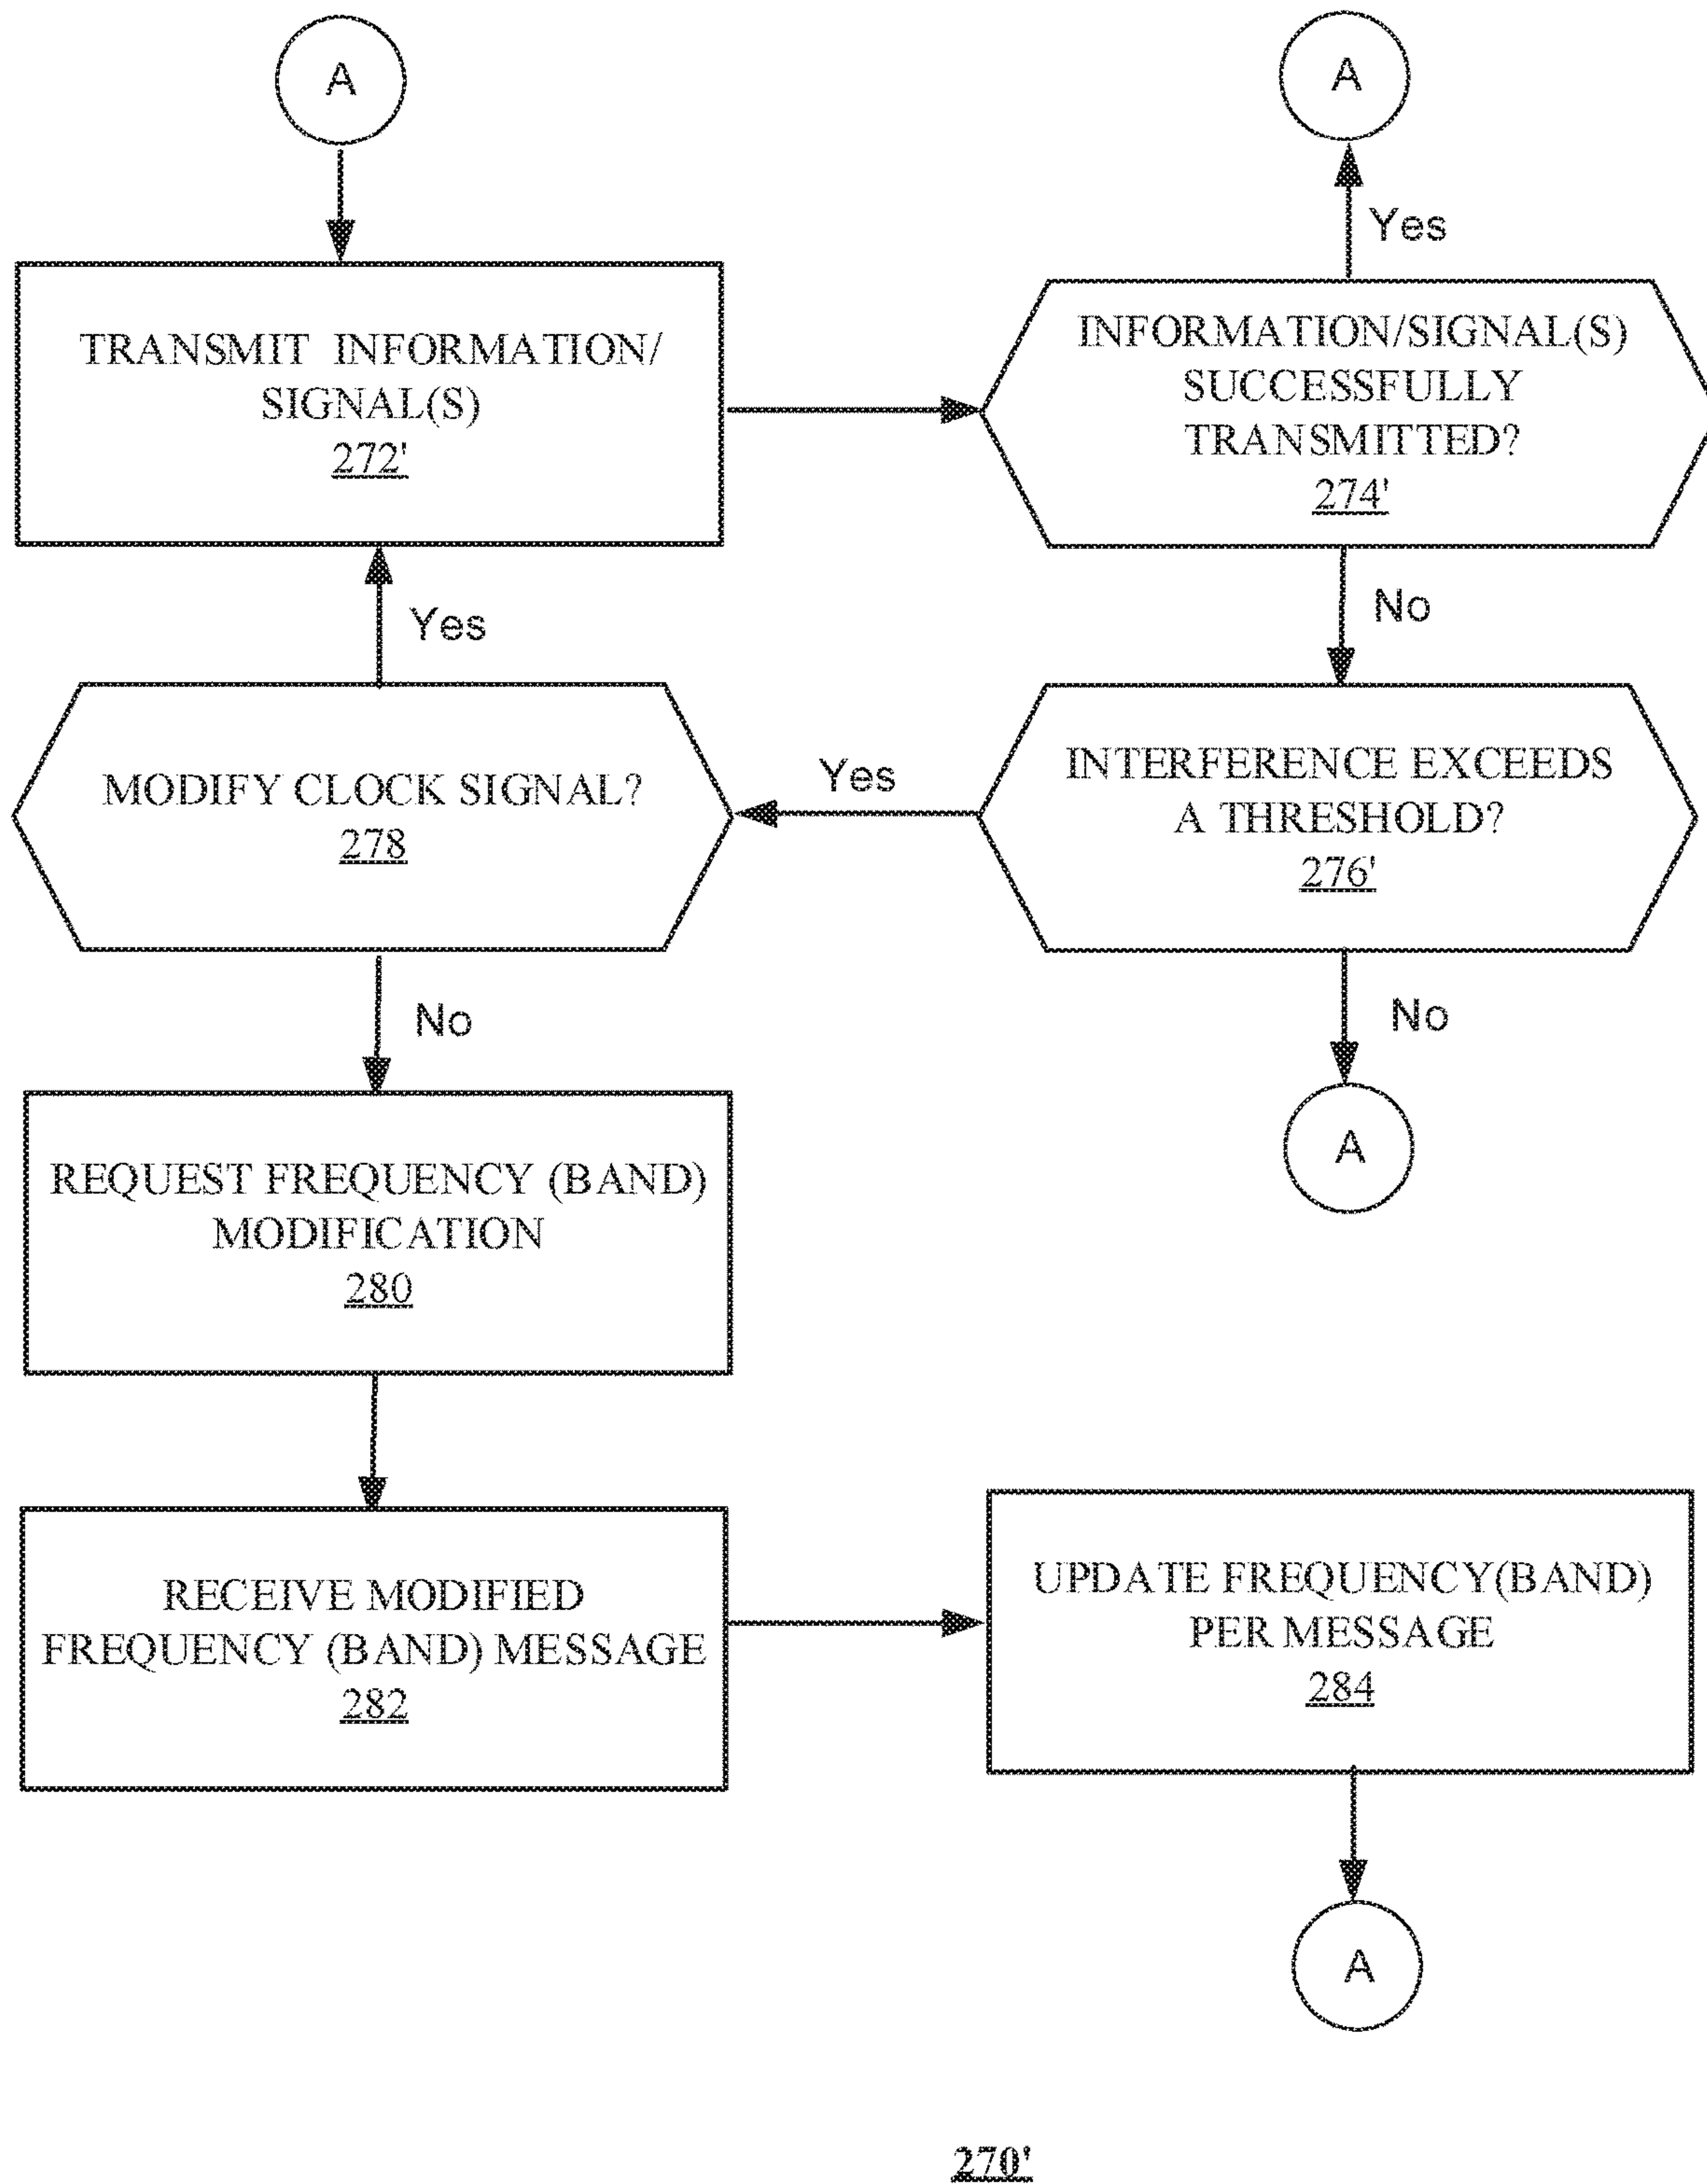 A
A
Yes
TRANSMIT INFORMATION/
SIGNAL(S)
272'
INFORMATION/SIGNAL(S)
SUCCESSFULLY
TRANSMITTED?
274'
Yes
No
MODIFY CLOCK SIGNAL?
278
Yes
INTERFERENCE EXCEEDS
A THRESHOLD?
276'
No
No
A
REQUEST FREQUENCY (BAND)
MODIFICATION
280
RECEIVE MODIFIED
FREQUENCY (BAND) MESSAGE
282
UPDATE FREQUENCY(BAND)
PER MESSAGE
284
A
270'